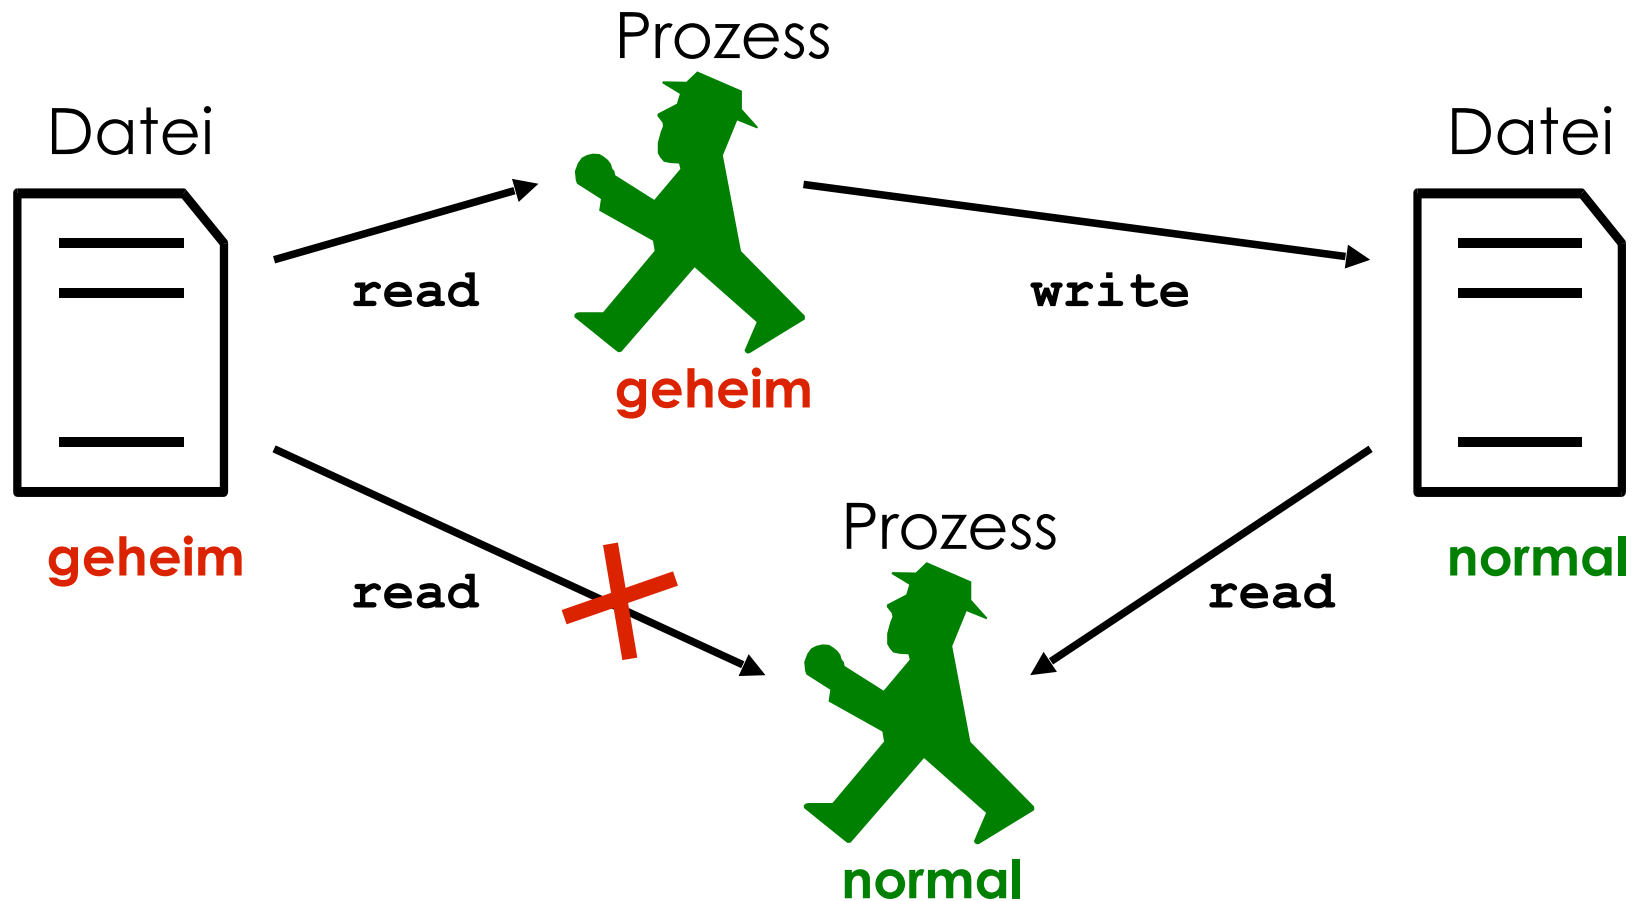 Prozess
Datei
Datei
read
write
geheim
Prozess
geheim
normal
read
read
normal